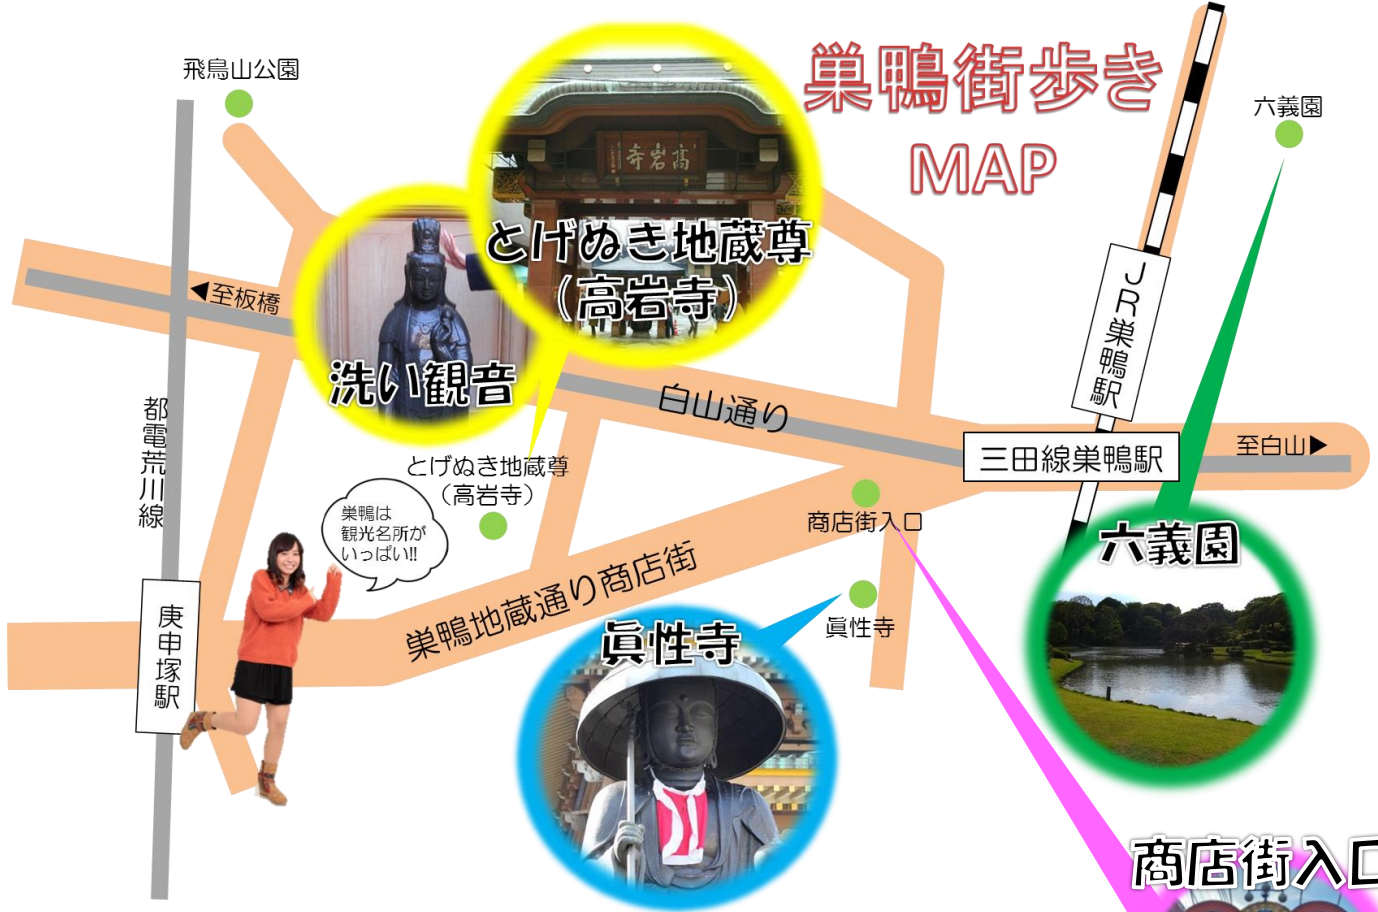 巣鴨街歩き
MAP
飛鳥山公園
六義園
高岩寺
とげぬき地蔵尊
（高岩寺）
洗い観音
◀至板橋
JR巣鴨駅
白山通り
三田線巣鴨駅
至白山▶
都電荒川線
とげぬき地蔵尊
（高岩寺）
巣鴨は
観光名所が
いっぱい!!
商店街入口
六義園
巣鴨地蔵通り商店街
庚申塚駅
眞性寺
眞性寺
商店街入口